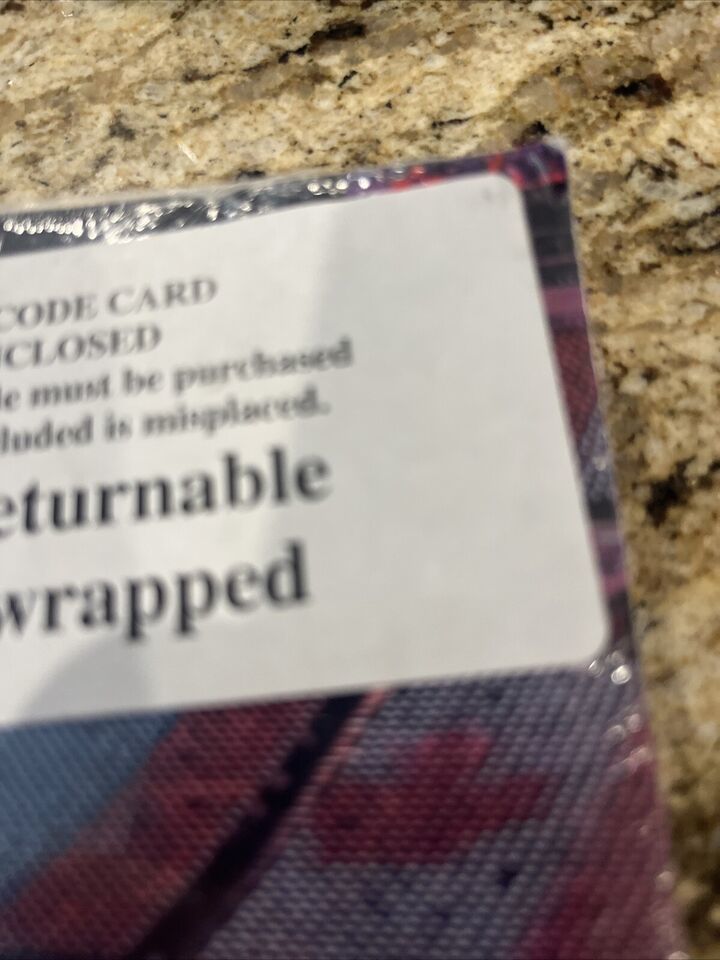 CODE CARD
CLOSED
le must be purchased
luded is misplaced.
eturnable
wrapped